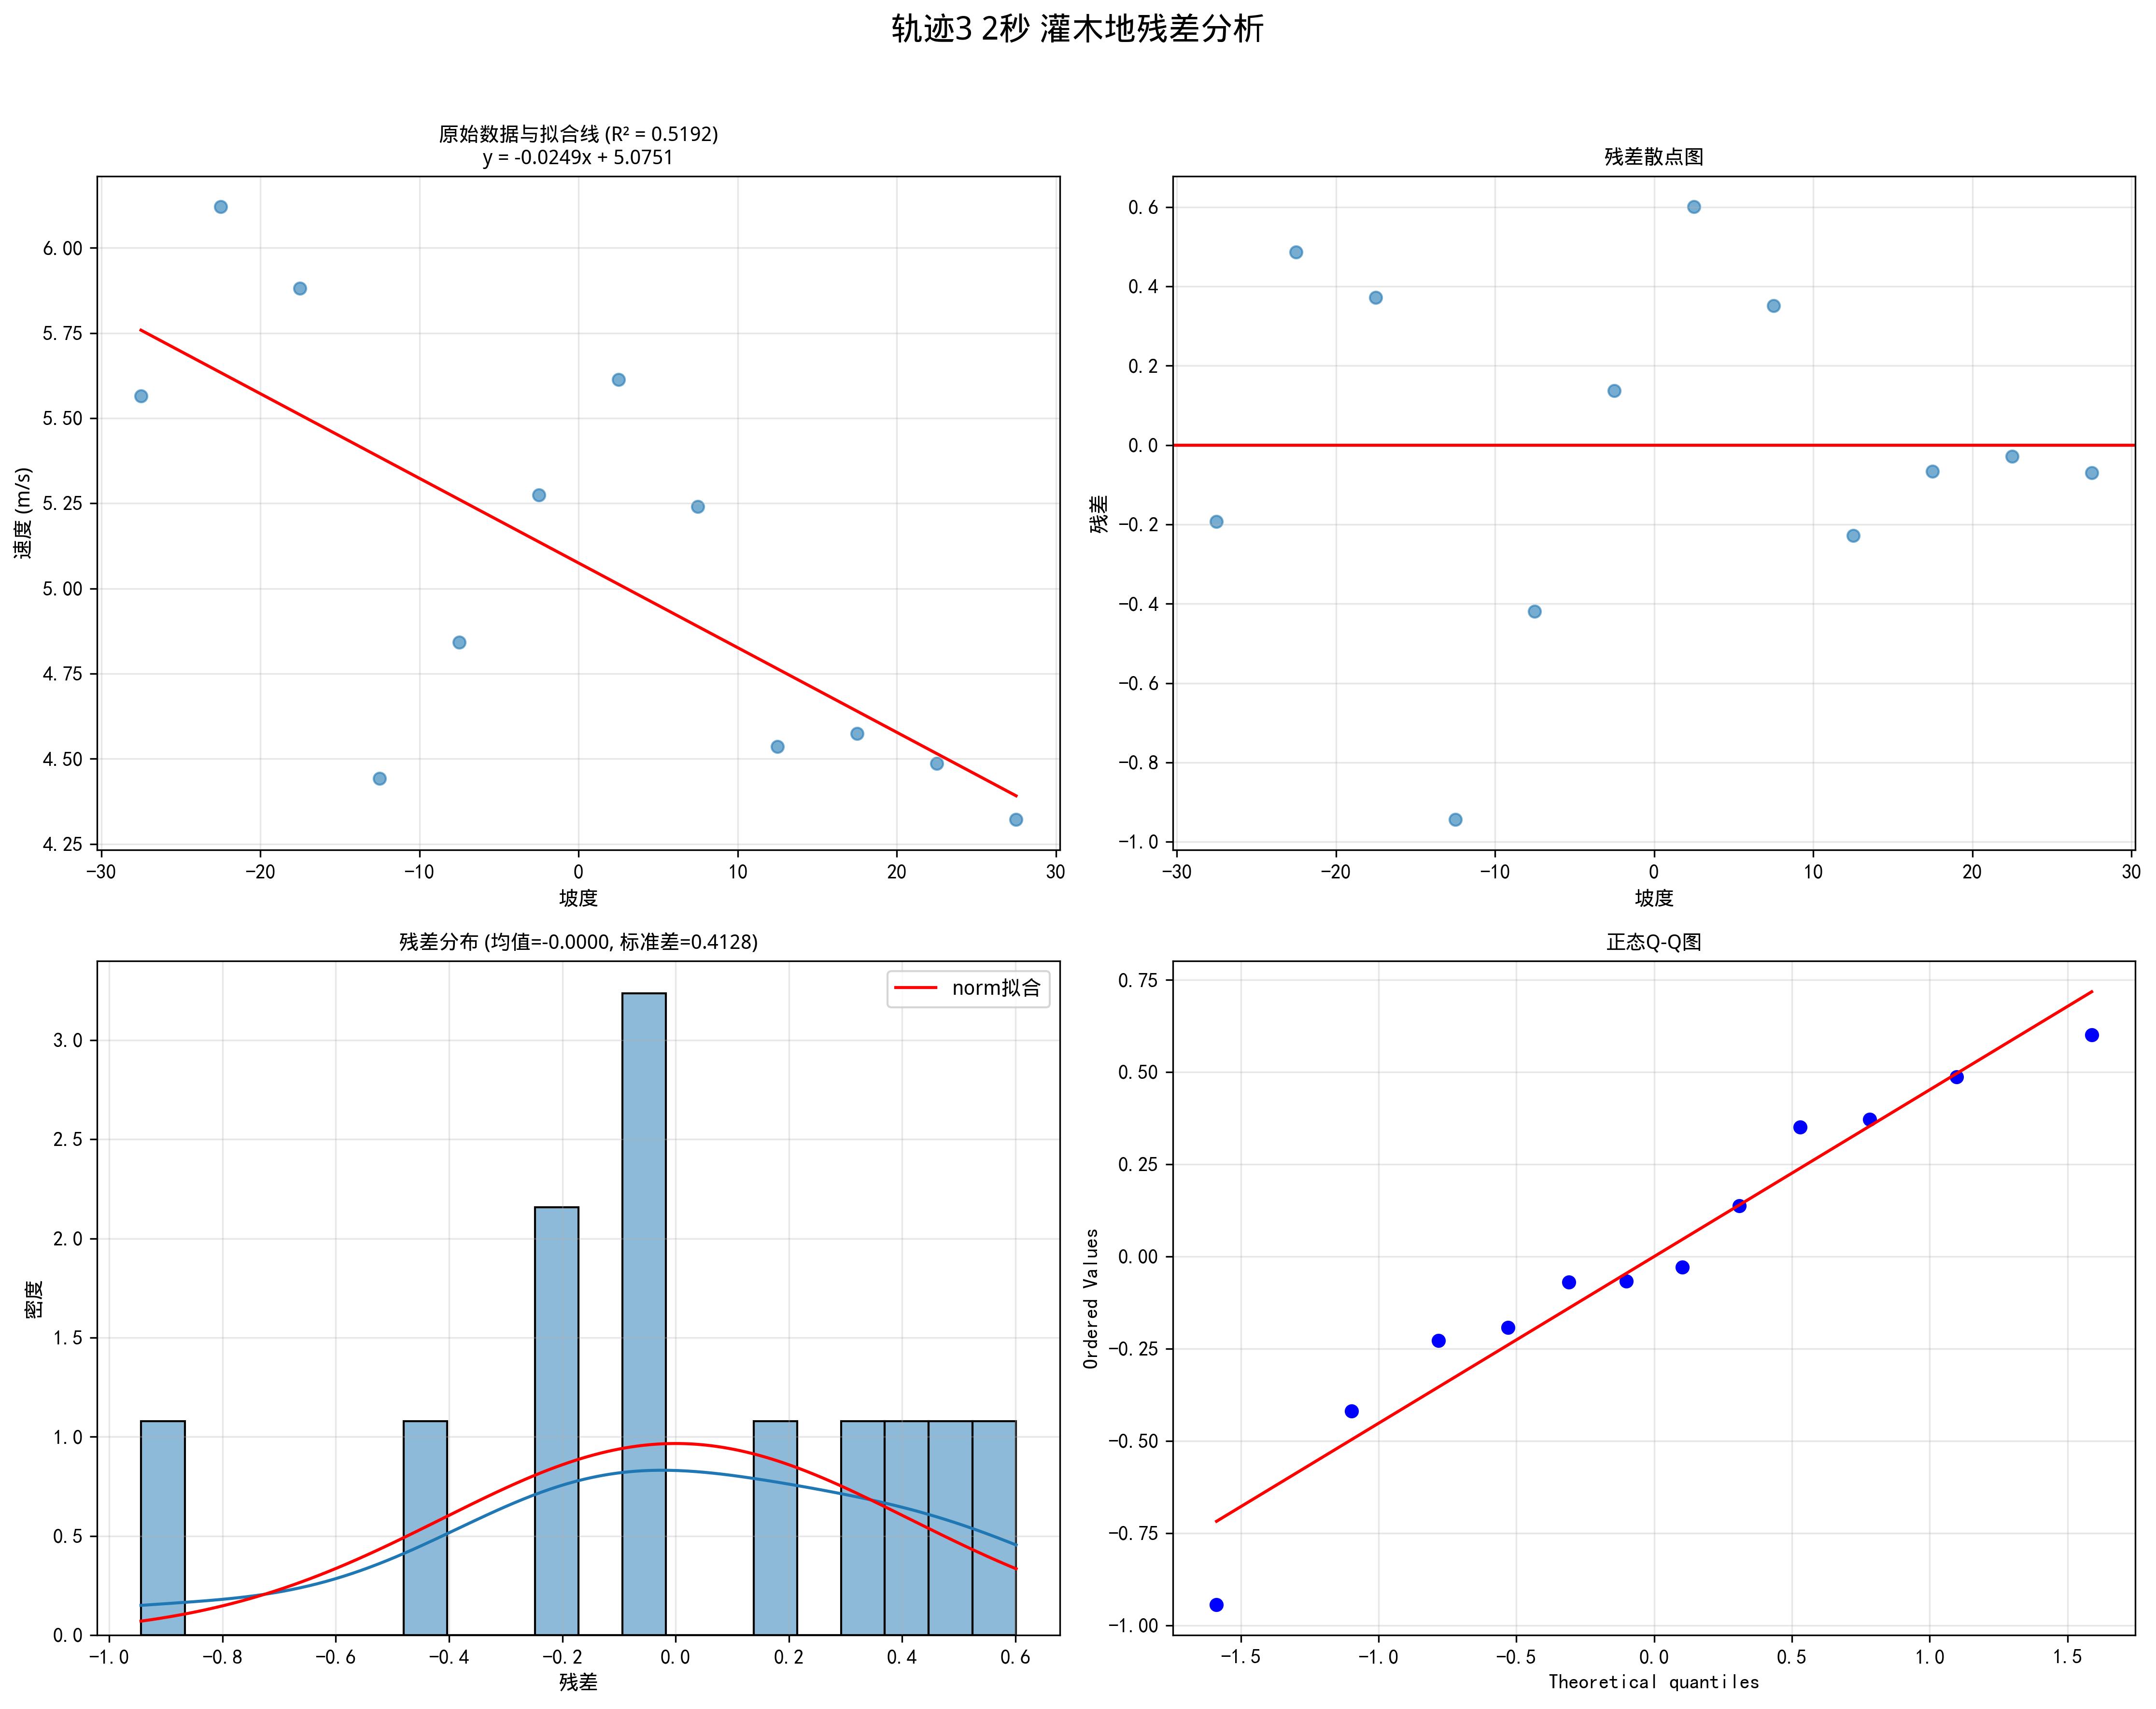 轨迹3 2秒 灌木地残差分析
原始数据与拟合线 (R² = 0.5192)
y = -0.0249x + 5.0751
速度 (m/s)
6.00
5.75
5.50
5.25
5.00
4.75
4.50
4.25
−30 −20 −10 0 10 20 30
坡度
残差散点图
残差
0.6
0.4
0.2
0.0
−0.2
−0.4
−0.6
−0.8
−1.0
−30 −20 −10 0 10 20 30
坡度
残差分布 (均值=-0.0000, 标准差=0.4128)
norm拟合
密度
3.0
2.5
2.0
1.5
1.0
0.5
0.0
−1.0 −0.8 −0.6 −0.4 −0.2 0.0 0.2 0.4 0.6
残差
正态Q-Q图
Ordered Values
0.75
0.50
0.25
0.00
−0.25
−0.50
−0.75
−1.00
−1.5 −1.0 −0.5 0.0 0.5 1.0 1.5
Theoretical quantiles